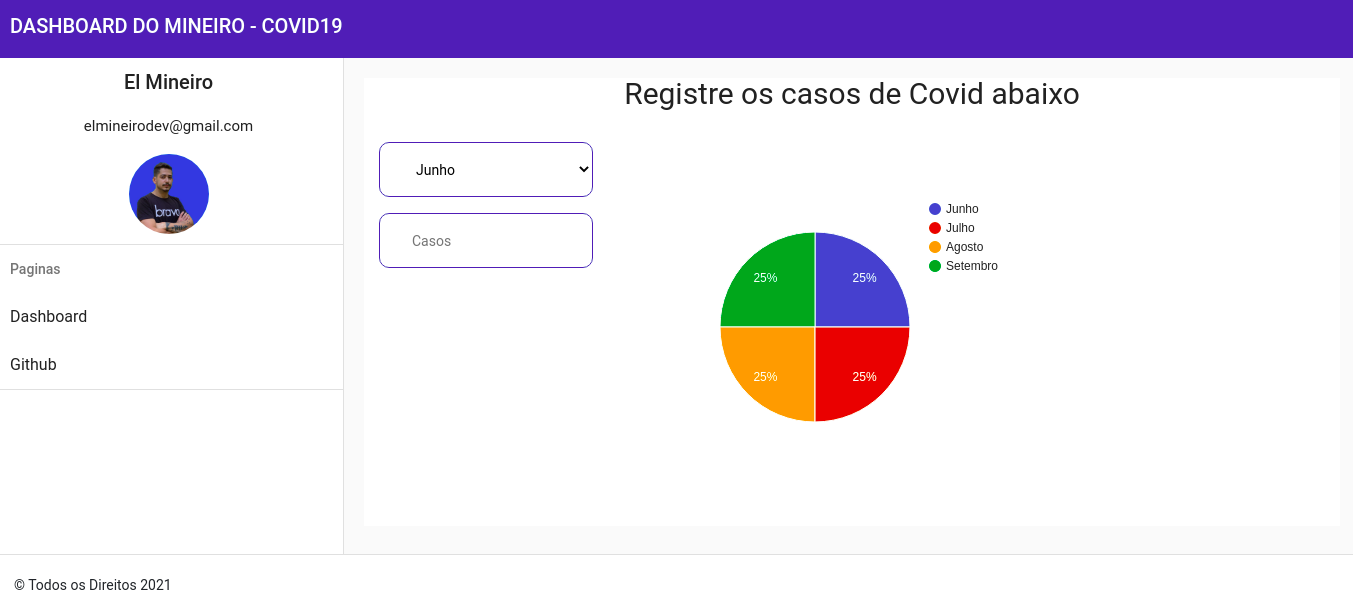 DASHBOARD DO MINEIRO - COVID19
El Mineiro
elmineirodev@gmail.com
bravo
Paginas
Dashboard
Github
Registre os casos de Covid abaixo
Junho
Casos
Junho
Julho
Agosto
Setembro
25%
25%
25%
25%
© Todos os Direitos 2021